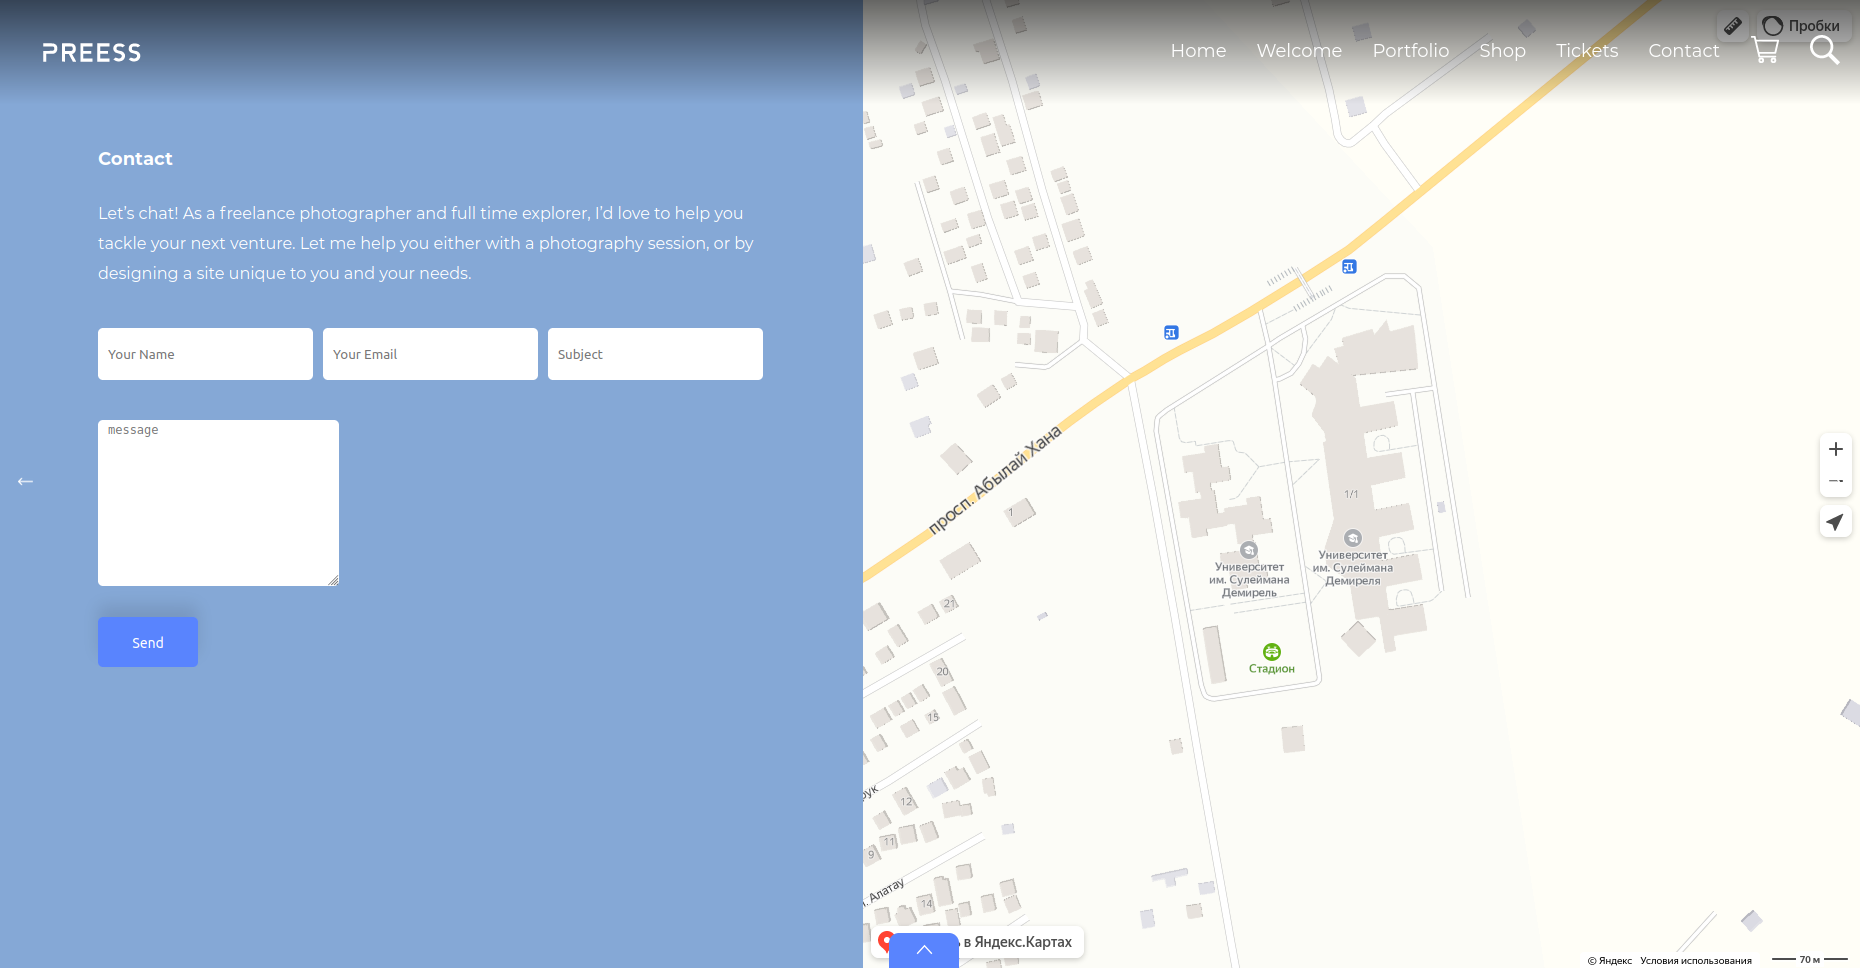 PREESS
Home Welcome Portfolio Shop Tickets Contact
Пробки
Contact
Let's chat! As a freelance photographer and full time explorer, I'd love to help you
tackle your next venture. Let me help you either with a photography session, or by
designing a site unique to you and your needs.
Your Name
Your Email
Subject
message
←
Send
просп. Абылай Хана
1
1/1
Университет
им. Сулеймана
Демирель
Университет
им. Сулеймана
Демиреля
Стадион
21
20
15
12
11
9
14
Алатау
в Яндекс.Картах
© Яндекс Условия использования
70 м